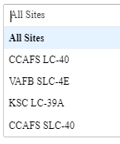 All Sites
All Sites
CCAFS LC-40
VAFB SLC-4E
KSC LC-39A
CCAFS SLC-40